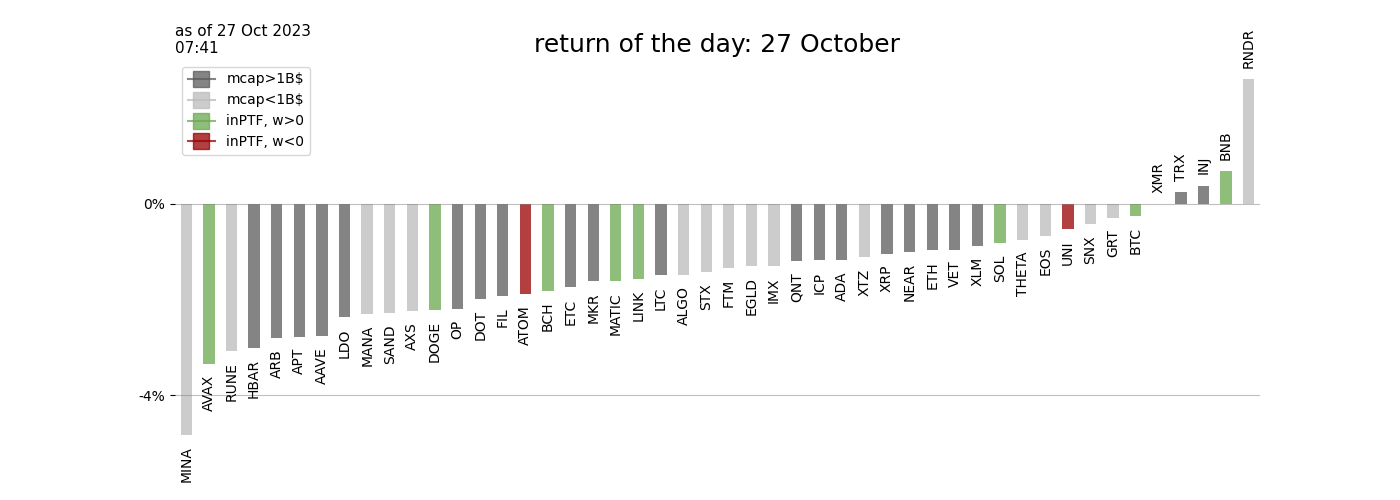 as of 27 Oct 2023
07:41
return of the day: 27 October
mcap>1B$
mcap<1B$
inPTF, w>0
inPTF, w<0
0%
-4%
MINA
AVAX
RUNE
HBAR
ARB
APT
AAVE
LDO
MANA
SAND
AXS
DOGE
OP
DOT
FIL
ATOM
BCH
ETC
MKR
MATIC
LINK
LTC
ALGO
STX
FTM
EGLD
IMX
QNT
ICP
ADA
XTZ
XRP
NEAR
ETH
VET
XLM
SOL
THETA
EOS
UNI
SNX
GRT
BTC
XMR
TRX
INJ
BNB
RNDR